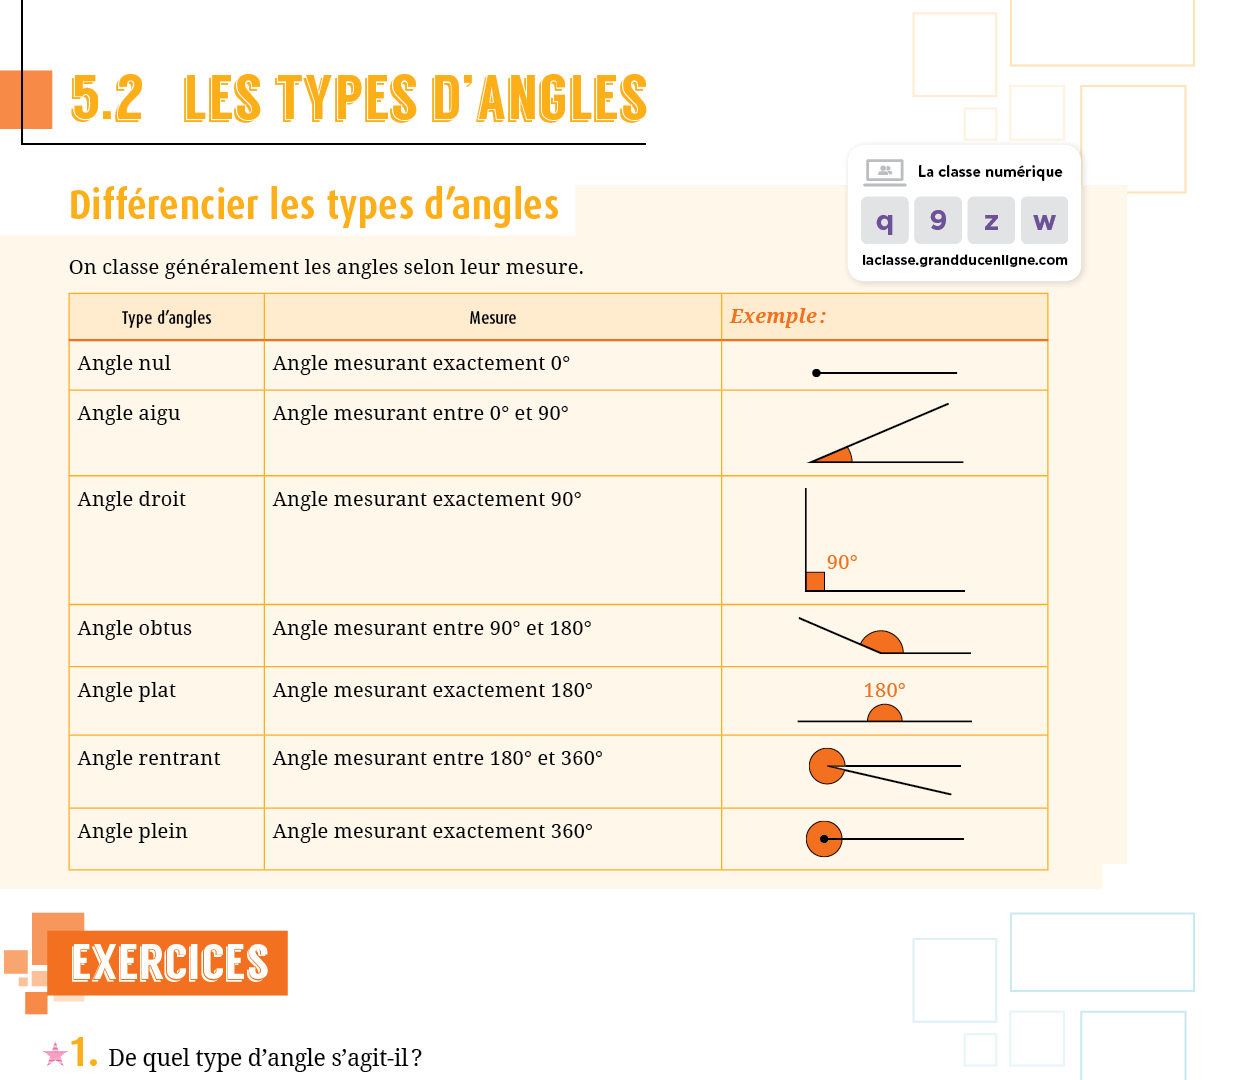 5.2 LES TYPES D'ANGLES
La classe numérique
q 9 z w
laclasse.grandducenligne.com
Différencier les types d'angles
On classe généralement les angles selon leur mesure.
Type d'angles Mesure Exemple :
Angle nul Angle mesurant exactement 0°
Angle aigu Angle mesurant entre 0° et 90°
Angle droit Angle mesurant exactement 90°
90°
Angle obtus Angle mesurant entre 90° et 180°
Angle plat Angle mesurant exactement 180° 180°
Angle rentrant Angle mesurant entre 180° et 360°
Angle plein Angle mesurant exactement 360°
EXERCICES
1. De quel type d'angle s'agit-il ?